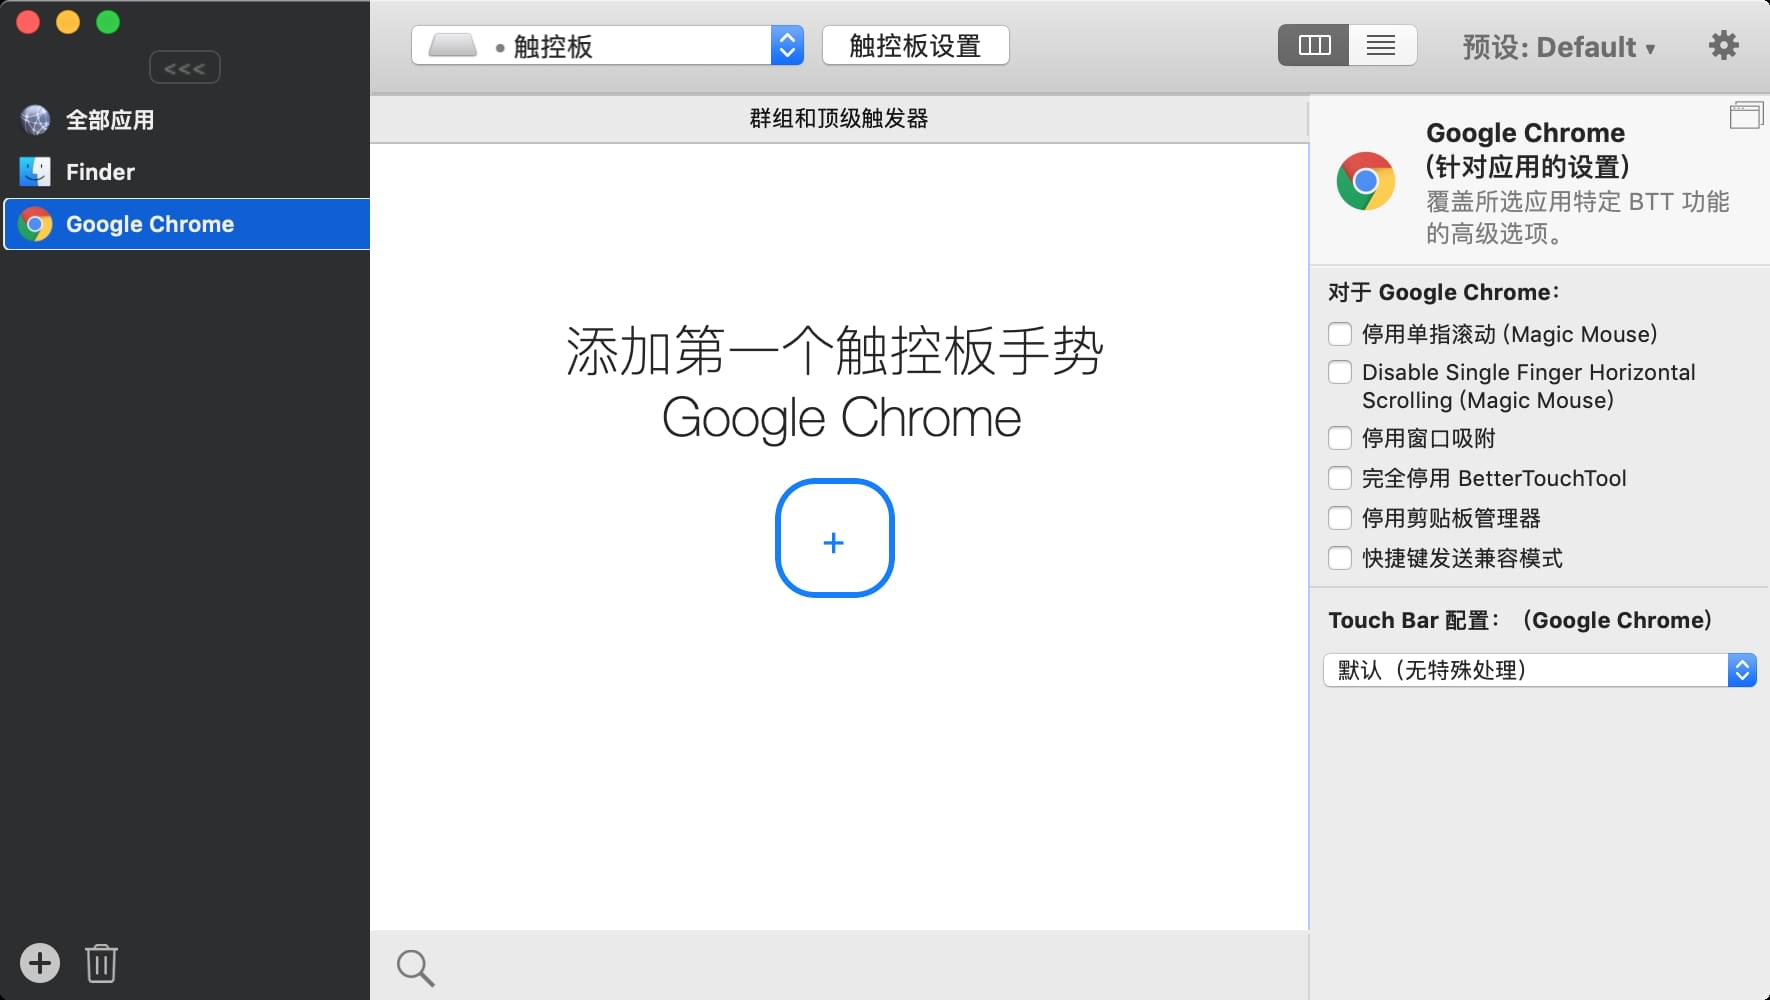 <<<
全部应用
Finder
Google Chrome
触控板
触控板设置
预设: Default ▾
群组和顶级触发器
添加第一个触控板手势
Google Chrome
+
Google Chrome
(针对应用的设置)
覆盖所选应用特定 BTT 功能
的高级选项。
对于 Google Chrome：
停用单指滚动 (Magic Mouse)
Disable Single Finger Horizontal
Scrolling (Magic Mouse)
停用窗口吸附
完全停用 BetterTouchTool
停用剪贴板管理器
快捷键发送兼容模式
Touch Bar 配置：（Google Chrome）
默认（无特殊处理）